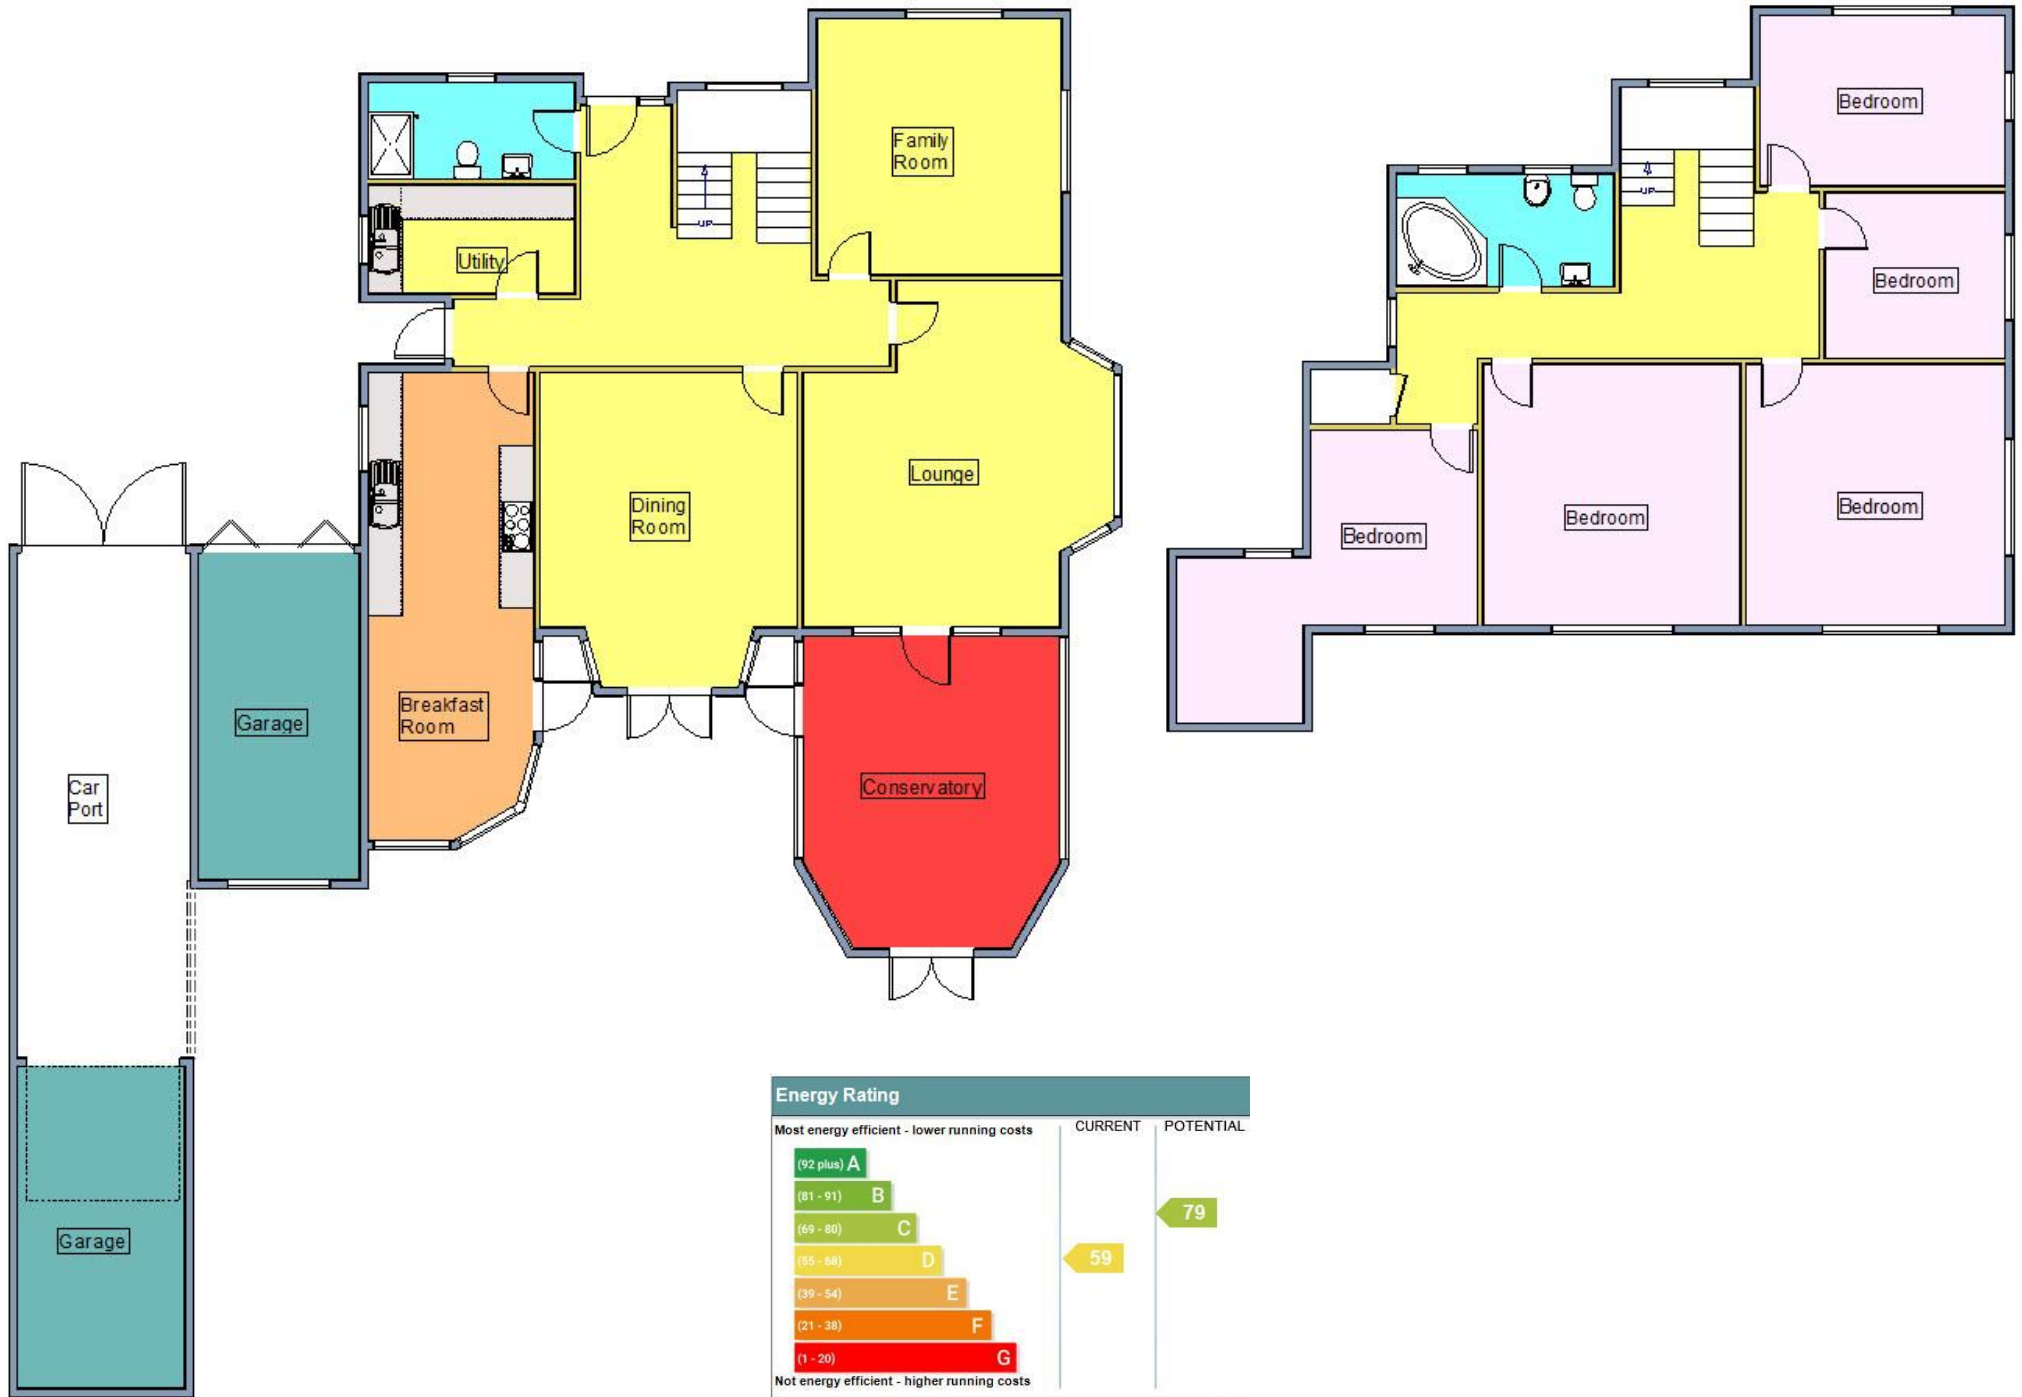 Family
Room
Utility
UP
Lounge
Dining
Room
Breakfast
Room
Garage
Car
Port
Conservatory
Garage
Bedroom
UP
Bedroom
Bedroom
Bedroom
Bedroom
Energy Rating
Most energy efficient - lower running costs
CURRENT
POTENTIAL
(92 plus) A
(81 - 91) B
(69 - 80) C
(55 - 68) D
(39 - 54) E
(21 - 38) F
(1 - 20) G
79
59
Not energy efficient - higher running costs